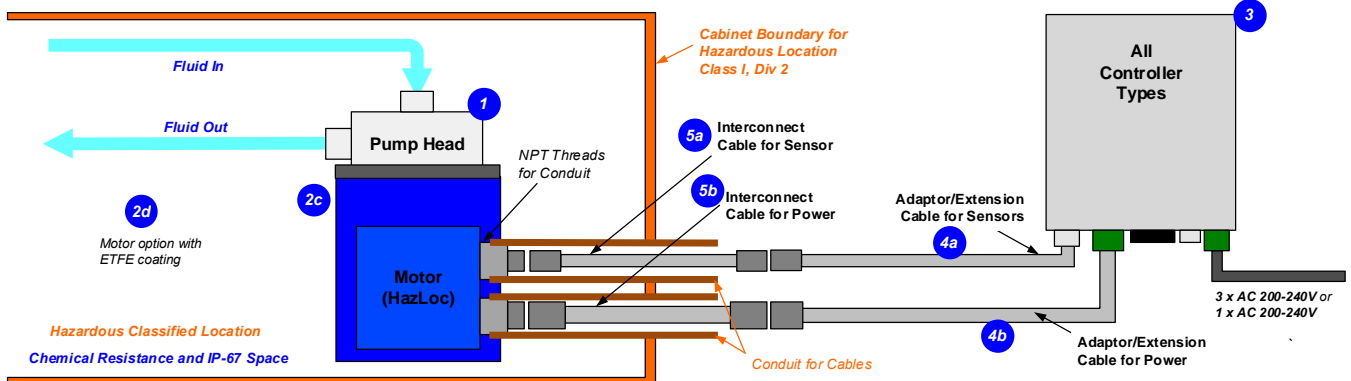 Fluid In
Fluid Out
1
Pump Head
2c
2d
Motor option with
ETFE coating
NPT Threads
for Conduit
Motor
(HazLoc)
Hazardous Classified Location
Chemical Resistance and IP-67 Space
Cabinet Boundary for
Hazardous Location
Class I, Div 2
5a
Interconnect
Cable for Sensor
5b
Interconnect
Cable for Power
Conduit for Cables
Adaptor/Extension
Cable for Sensors
4a
4b
Adaptor/Extension
Cable for Power
3
All
Controller
Types
3 x AC 200-240V or
1 x AC 200-240V